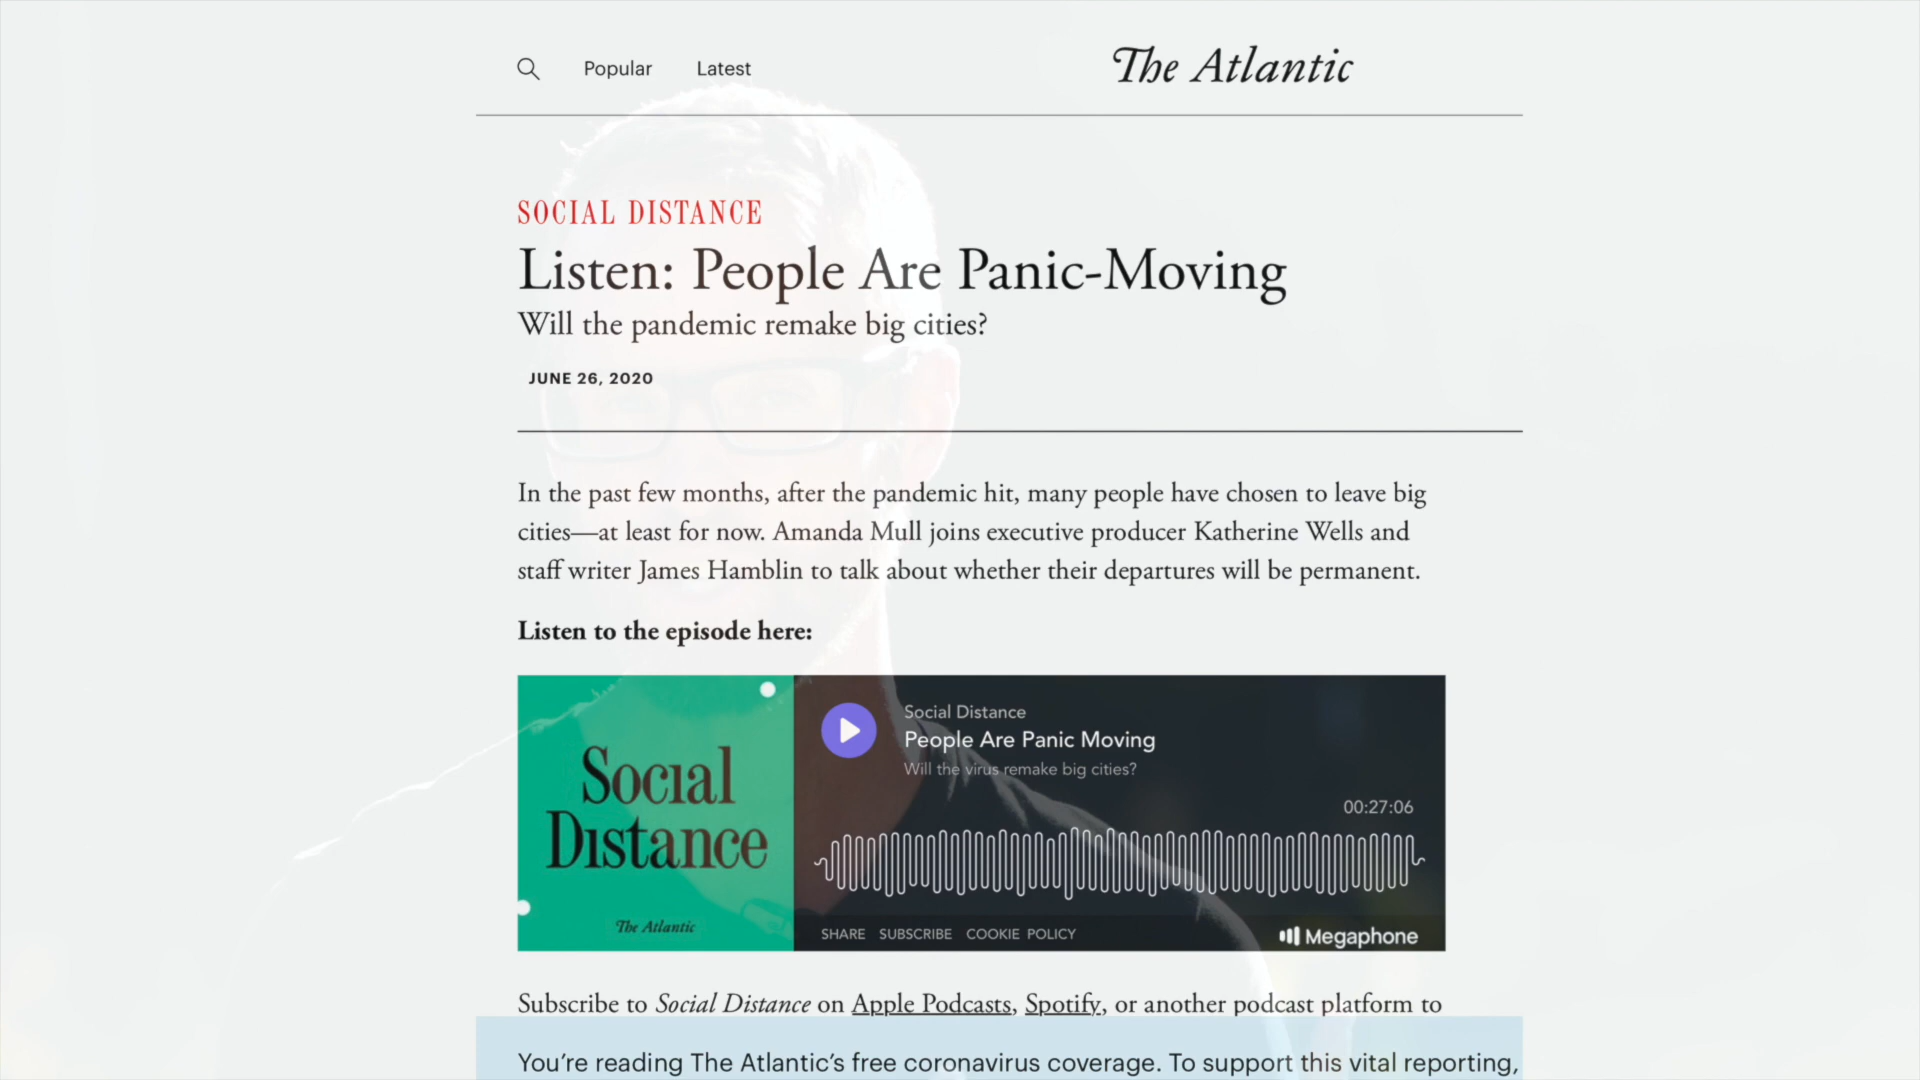 Popular Latest The Atlantic
SOCIAL DISTANCE
Listen: People Are Panic-Moving
Will the pandemic remake big cities?
JUNE 26, 2020
In the past few months, after the pandemic hit, many people have chosen to leave big
cities—at least for now. Amanda Mull joins executive producer Katherine Wells and
staff writer James Hamblin to talk about whether their departures will be permanent.
Listen to the episode here:
Social
Distance
The Atlantic
Social Distance
People Are Panic Moving
Will the virus remake big cities?
00:27:06
SHARE SUBSCRIBE COOKIE POLICY
Megaphone
Subscribe to Social Distance on Apple Podcasts, Spotify, or another podcast platform to
You’re reading The Atlantic’s free coronavirus coverage. To support this vital reporting,